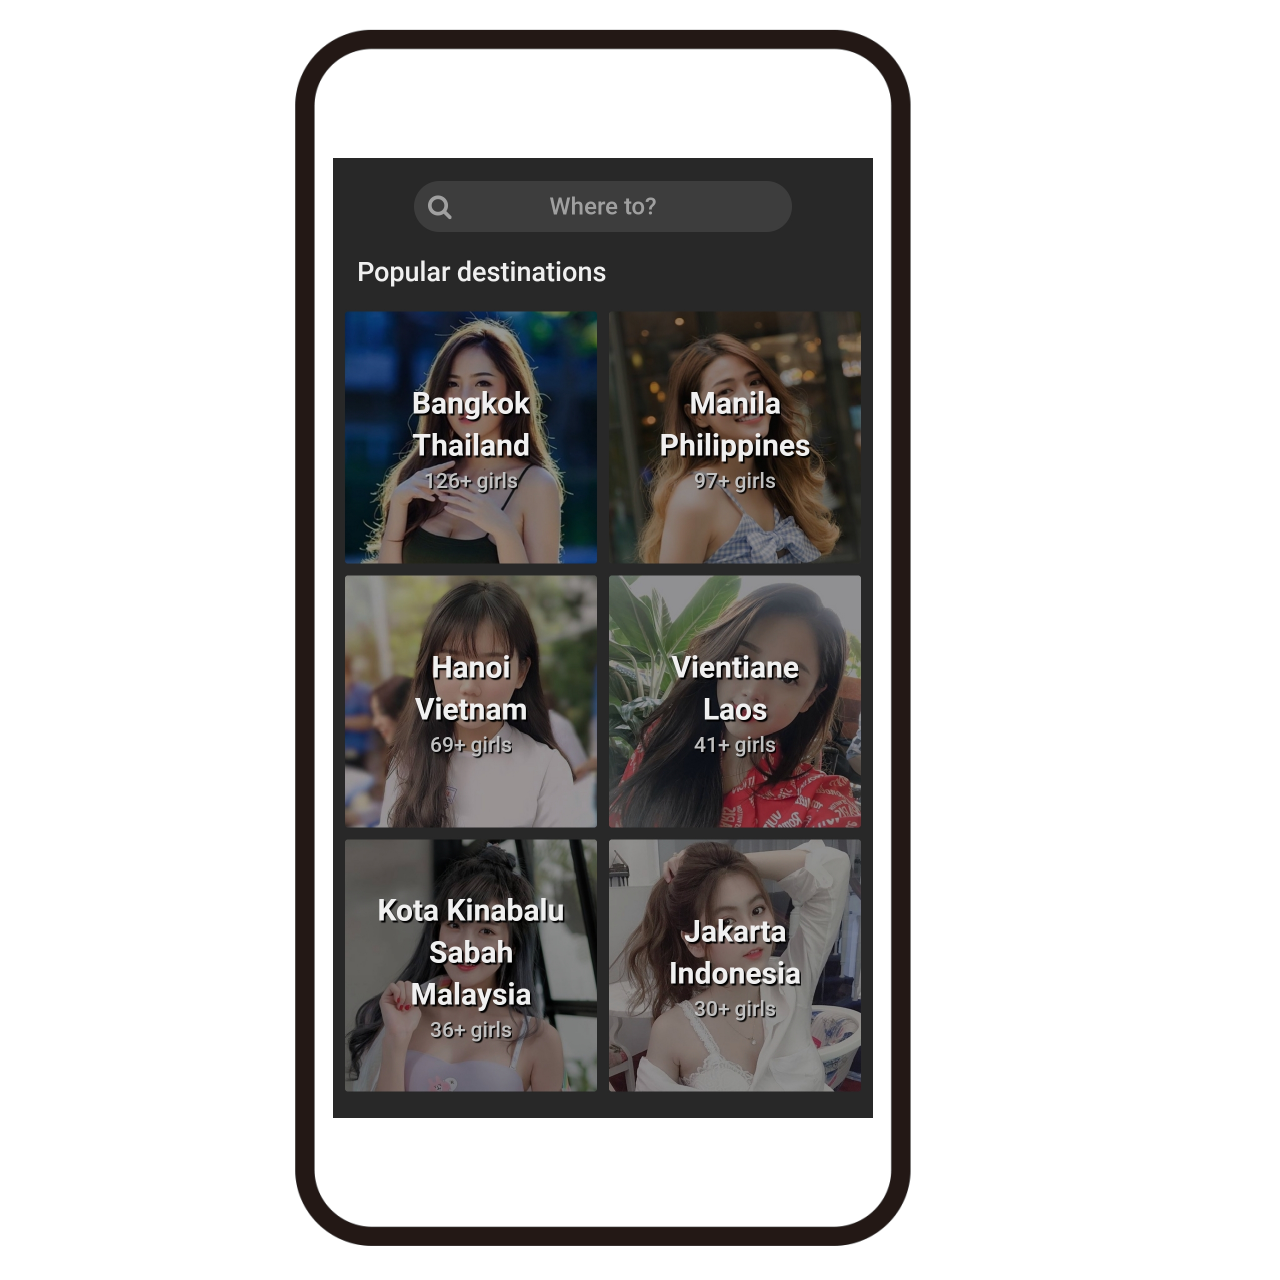 Where to?
Popular destinations
Bangkok
Thailand
126+ girls
Manila
Philippines
97+ girls
Hanoi
Vietnam
69+ girls
Vientiane
Laos
41+ girls
Kota Kinabalu
Sabah
Malaysia
36+ girls
Jakarta
Indonesia
30+ girls